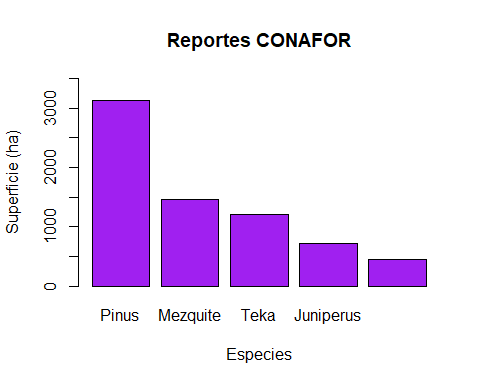 Reportes CONAFOR
Superficie (ha)
3000
2000
1000
0
Pinus Mezquite Teka Juniperus
Especies